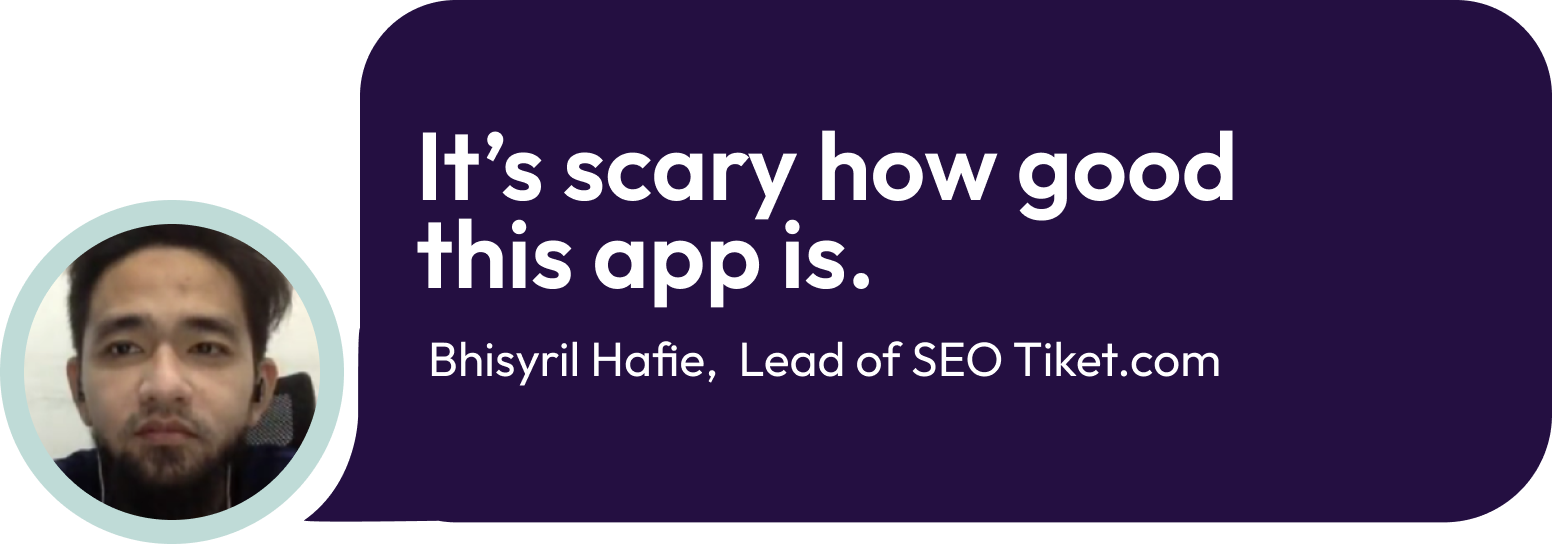 It’s scary how good
this app is.
Bhisyril Hafie, Lead of SEO Tiket.com